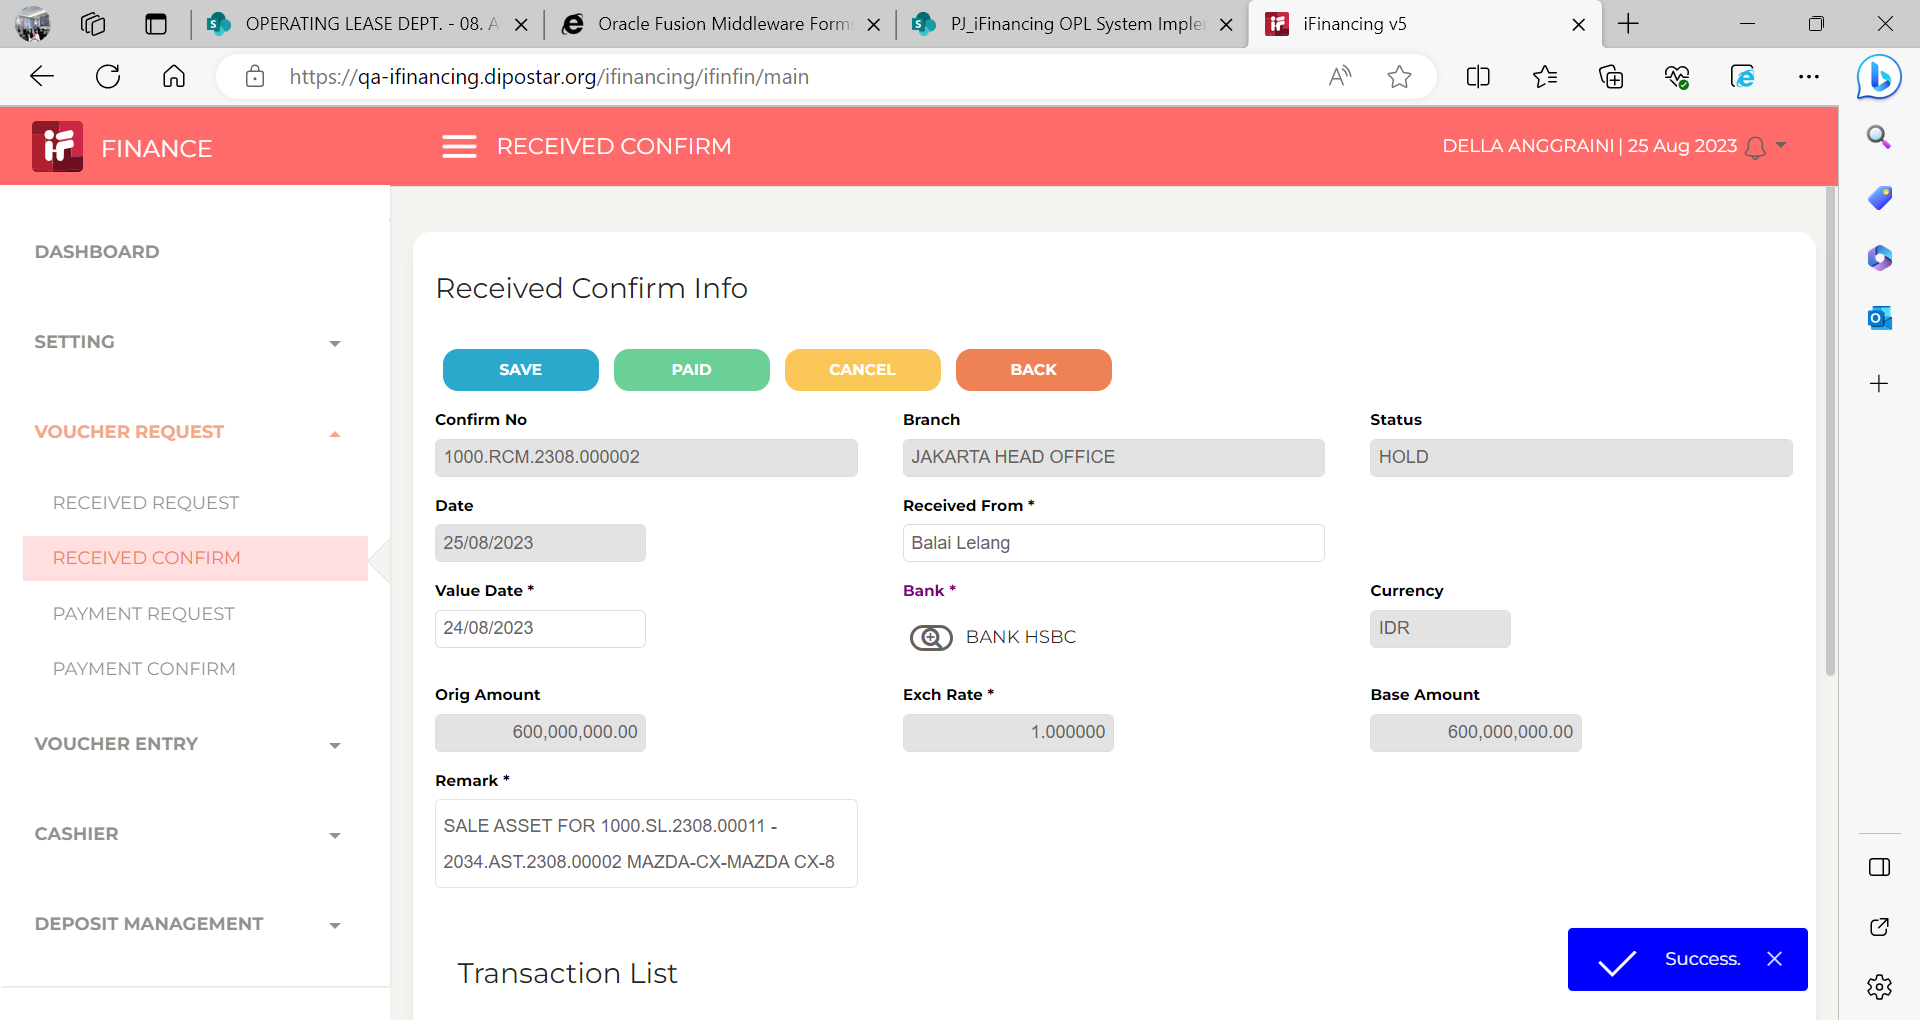 OPERATING LEASE DEPT. - 08. A
Oracle Fusion Middleware Forms
PJ_iFinancing OPL System Imple
iFinancing v5
https://qa-ifinancing.dipostar.org/ifinancing/ifinfin/main
iF FINANCE
RECEIVED CONFIRM
DELLA ANGGRAINI | 25 Aug 2023
DASHBOARD
SETTING
VOUCHER REQUEST
RECEIVED REQUEST
RECEIVED CONFIRM
PAYMENT REQUEST
PAYMENT CONFIRM
VOUCHER ENTRY
CASHIER
DEPOSIT MANAGEMENT
Received Confirm Info
SAVE PAID CANCEL BACK
Confirm No Branch Status
1000.RCM.2308.000002 JAKARTA HEAD OFFICE HOLD
Date Received From *
25/08/2023 Balai Lelang
Value Date * Bank * Currency
24/08/2023 BANK HSBC IDR
Orig Amount Exch Rate * Base Amount
600,000,000.00 1.000000 600,000,000.00
Remark *
SALE ASSET FOR 1000.SL.2308.00011 -
2034.AST.2308.00002 MAZDA-CX-MAZDA CX-8
Transaction List
Success.